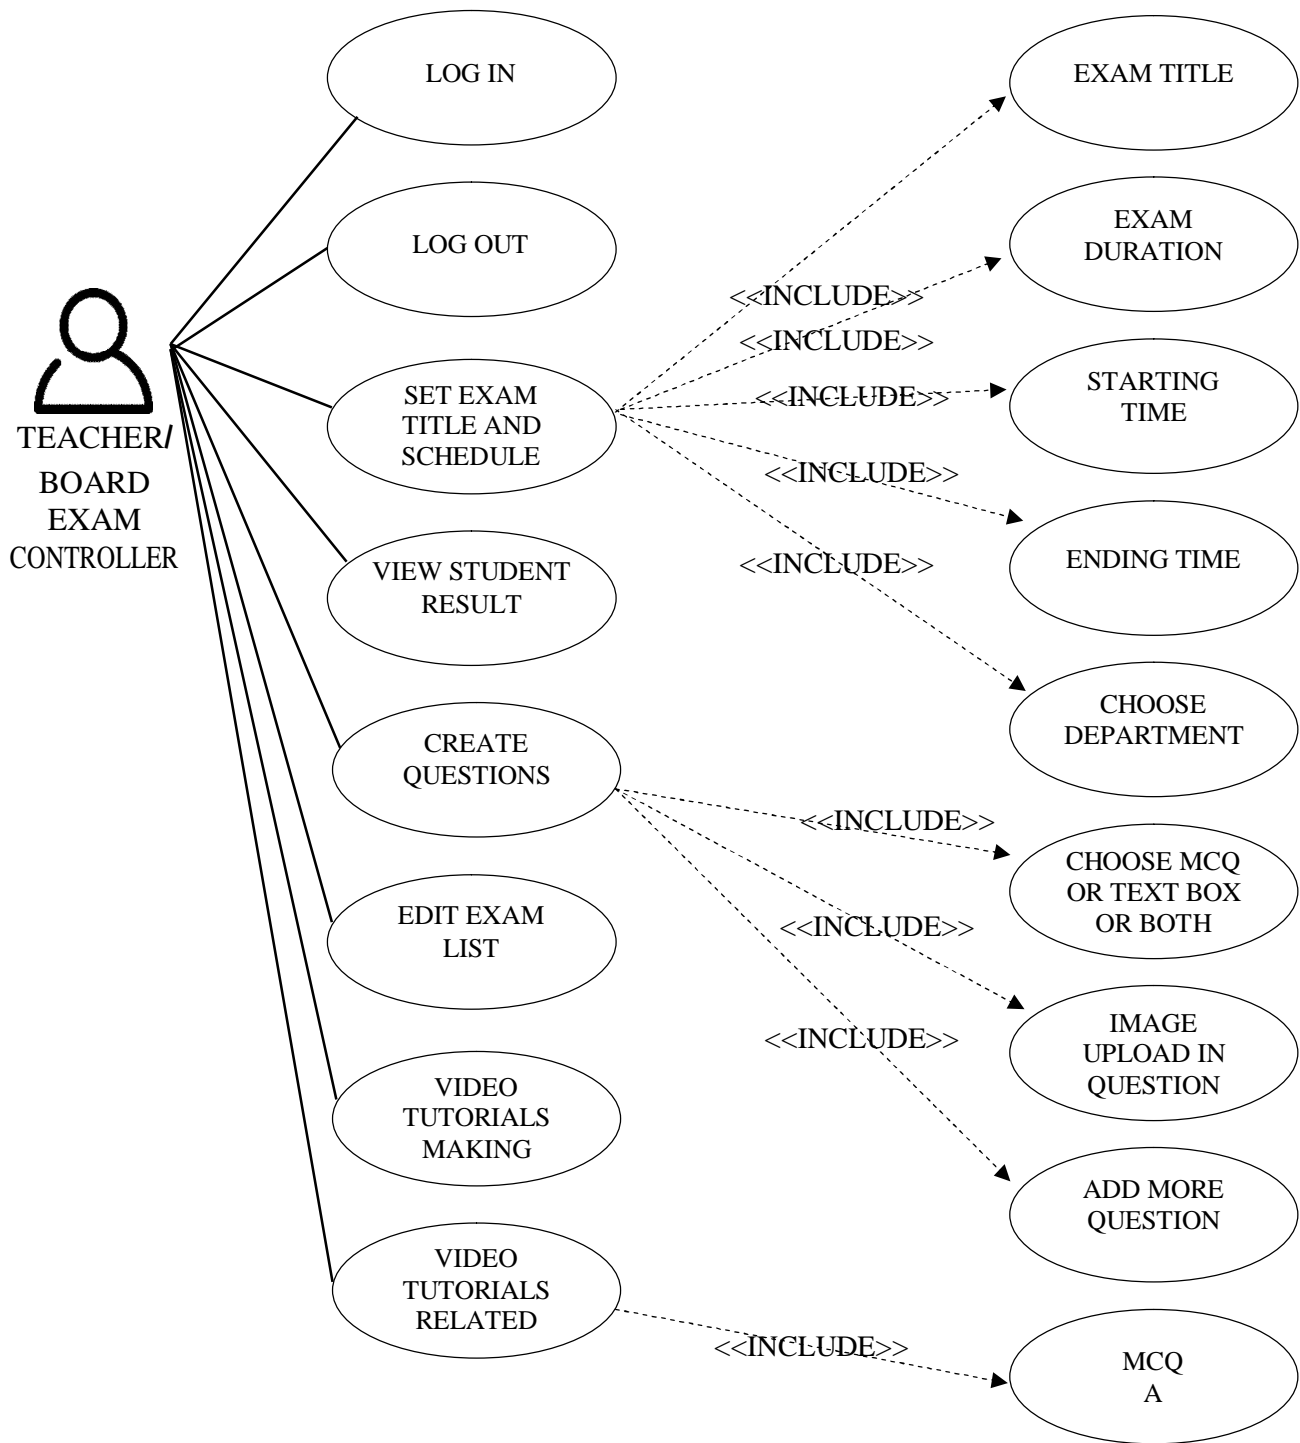 LOG IN
LOG OUT
TEACHER/
BOARD
EXAM
CONTROLLER
SET EXAM
TITLE AND
SCHEDULE
VIEW STUDENT
RESULT
CREATE
QUESTIONS
EDIT EXAM
LIST
VIDEO
TUTORIALS
MAKING
VIDEO
TUTORIALS
RELATED
<<INCLUDE>>
<<INCLUDE>>
<<INCLUDE>>
<<INCLUDE>>
<<INCLUDE>>
<<INCLUDE>>
<<INCLUDE>>
<<INCLUDE>>
<<INCLUDE>>
EXAM TITLE
EXAM
DURATION
STARTING
TIME
ENDING TIME
CHOOSE
DEPARTMENT
CHOOSE MCQ
OR TEXT BOX
OR BOTH
IMAGE
UPLOAD IN
QUESTION
ADD MORE
QUESTION
MCQ
A